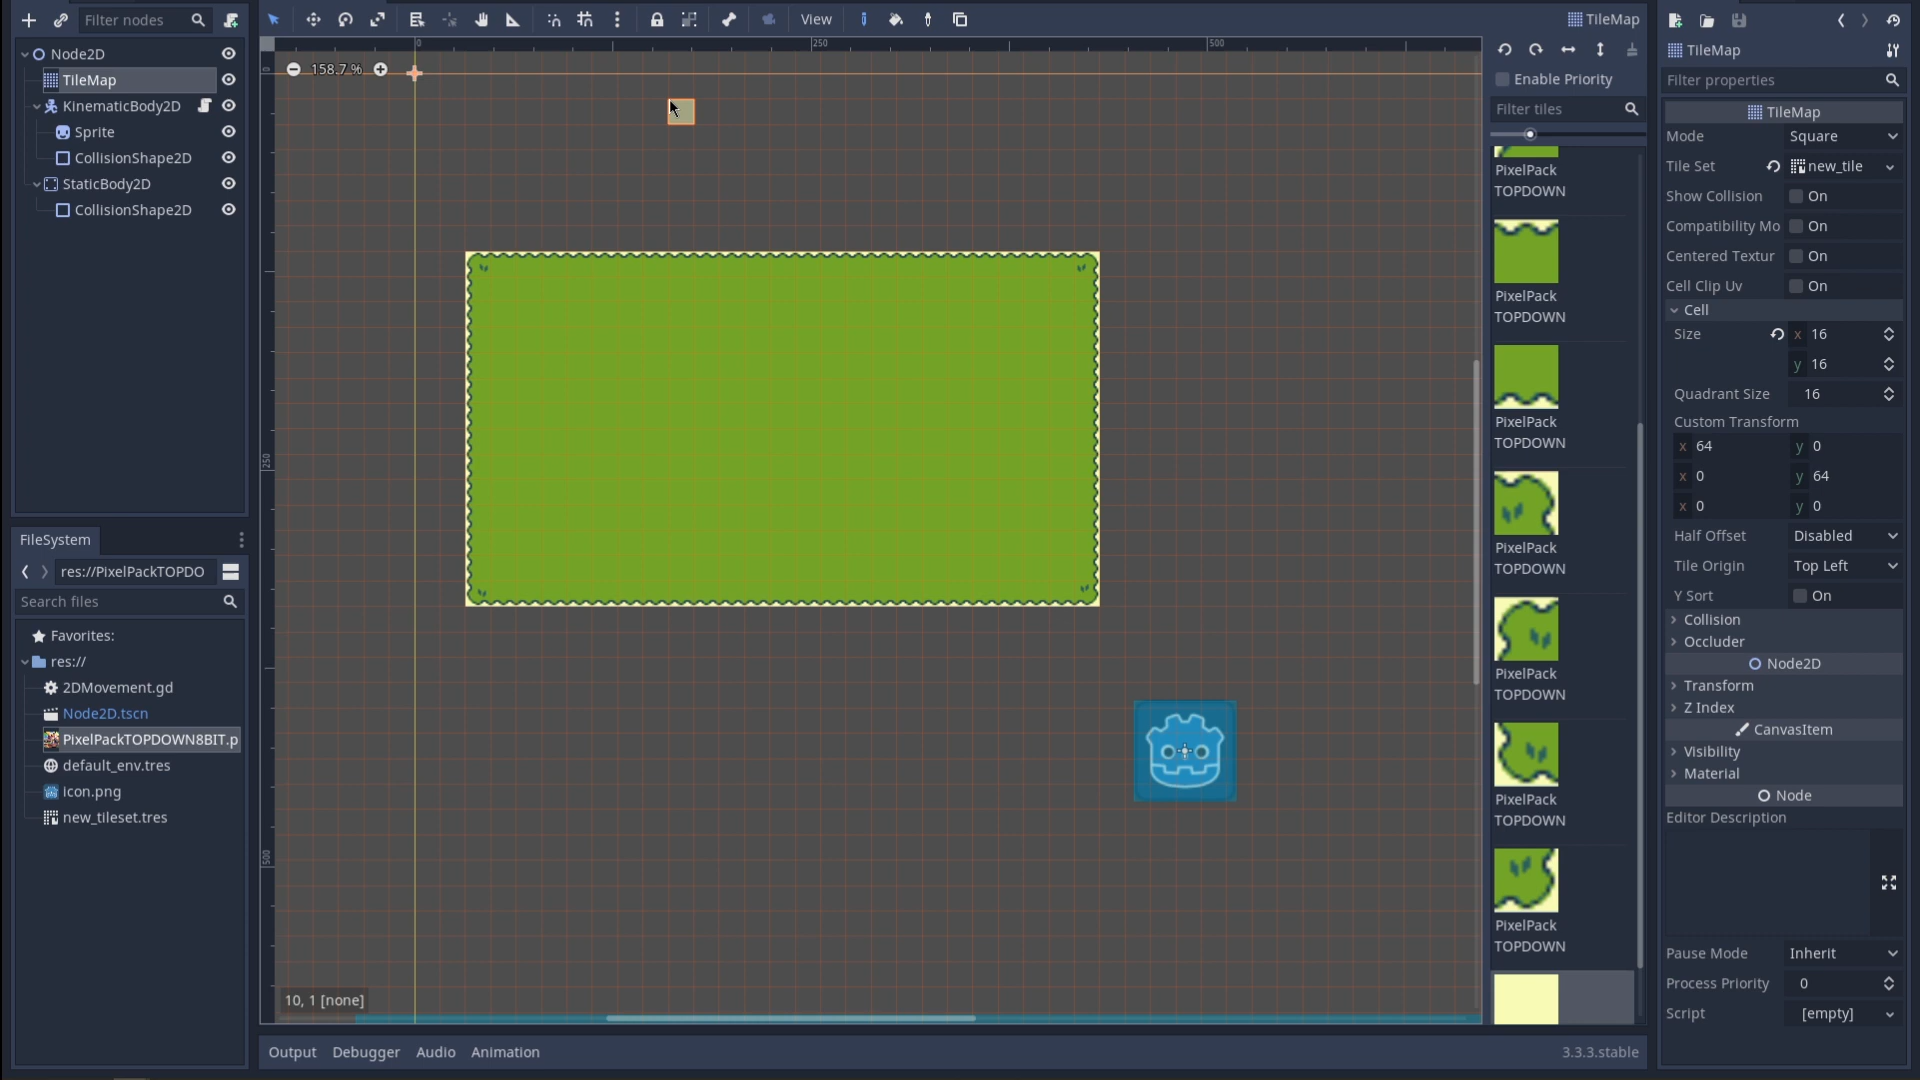 Filter nodes
Node2D
TileMap
KinematicBody2D
Sprite
CollisionShape2D
StaticBody2D
CollisionShape2D
FileSystem
res://PixelPackTOPDO
Search files
Favorites:
res://
2DMovement.gd
Node2D.tscn
PixelPackTOPDOWN8BIT.p
default_env.tres
icon.png
new_tileset.tres
View
TileMap
0
250
500
158.7 %
0
250
500
10, 1 [none]
Enable Priority
Filter tiles
PixelPack
TOPDOWN
PixelPack
TOPDOWN
PixelPack
TOPDOWN
PixelPack
TOPDOWN
PixelPack
TOPDOWN
PixelPack
TOPDOWN
PixelPack
TOPDOWN
Output Debugger Audio Animation
3.3.3.stable
TileMap
Filter properties
TileMap
Mode Square
Tile Set new_tile
Show Collision On
Compatibility Mo On
Centered Textur On
Cell Clip Uv On
Cell
Size x 16
y 16
Quadrant Size 16
Custom Transform
x 64 y 0
x 0 y 64
x 0 y 0
Half Offset Disabled
Tile Origin Top Left
Y Sort On
Collision
Occluder
Node2D
Transform
Z Index
CanvasItem
Visibility
Material
Node
Editor Description
Pause Mode Inherit
Process Priority 0
Script [empty]